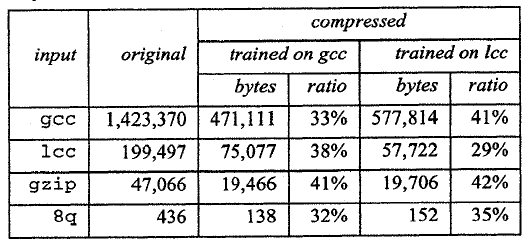 compressed
input original trained on gcc trained on lcc
bytes ratio bytes ratio
gcc 1,423,370 471,111 33% 577,814 41%
lcc 199,497 75,077 38% 57,722 29%
gzip 47,066 19,466 41% 19,706 42%
8q 436 138 32% 152 35%